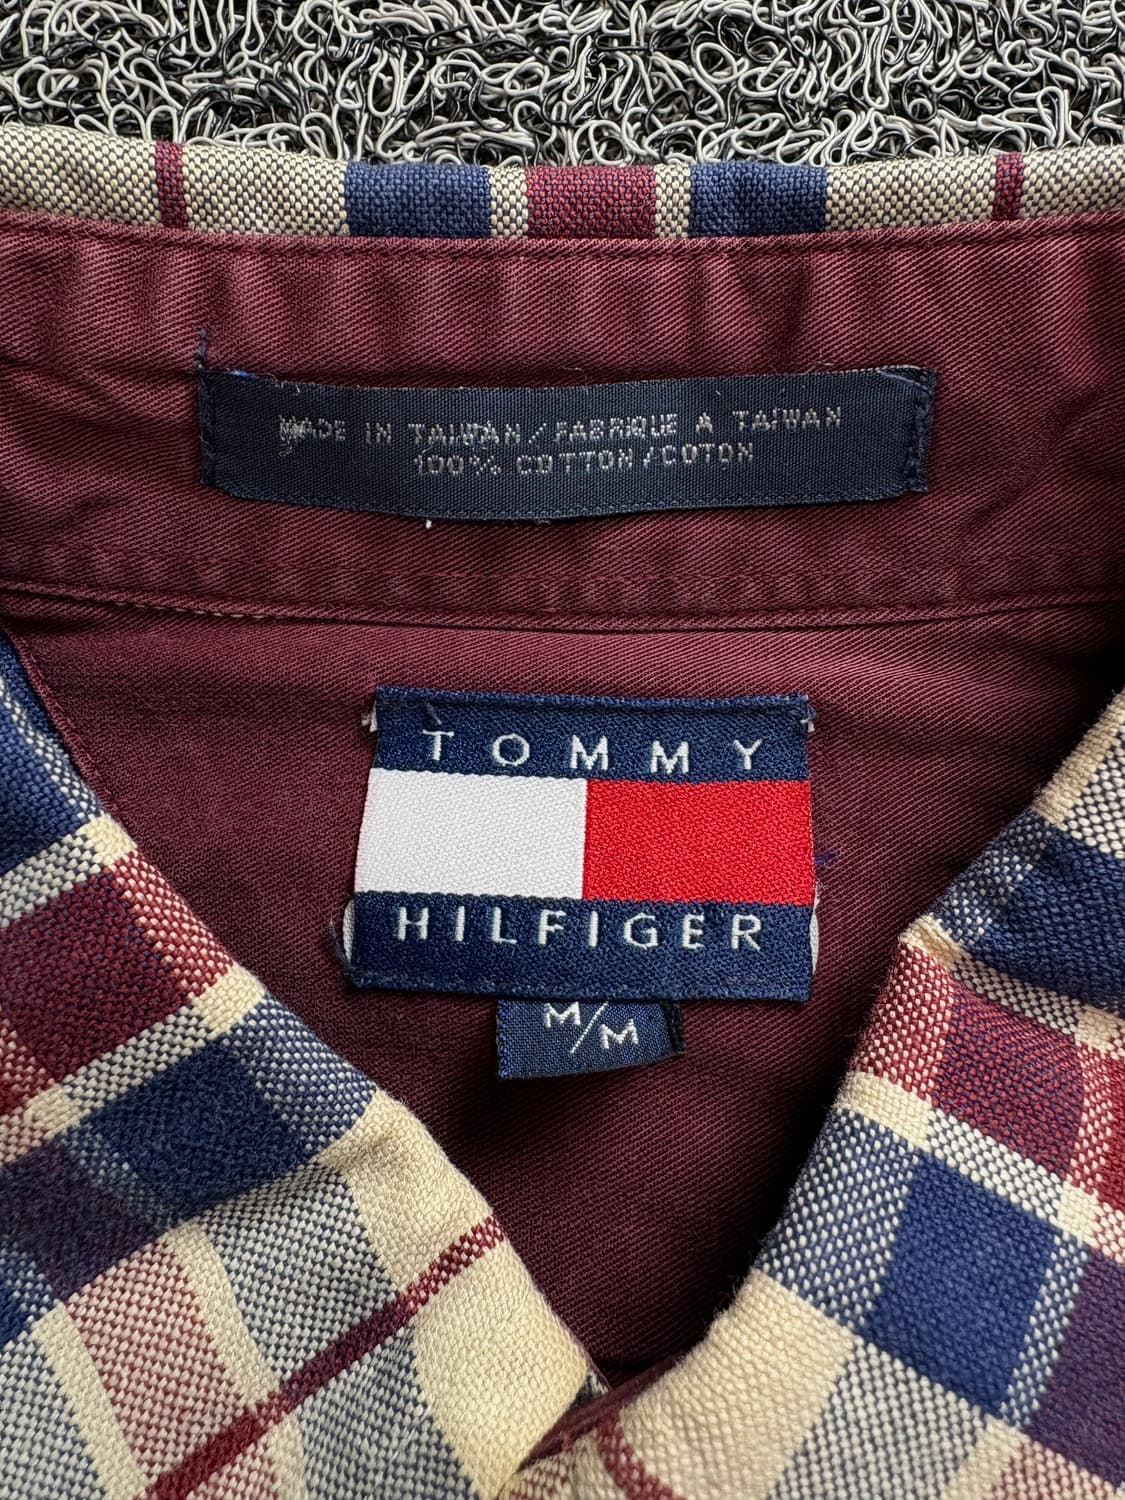 MADE IN TAIWAN / FABRIQUE A TAIWAN
100% COTTON / COTON
TOMMY
HILFIGER
M/M